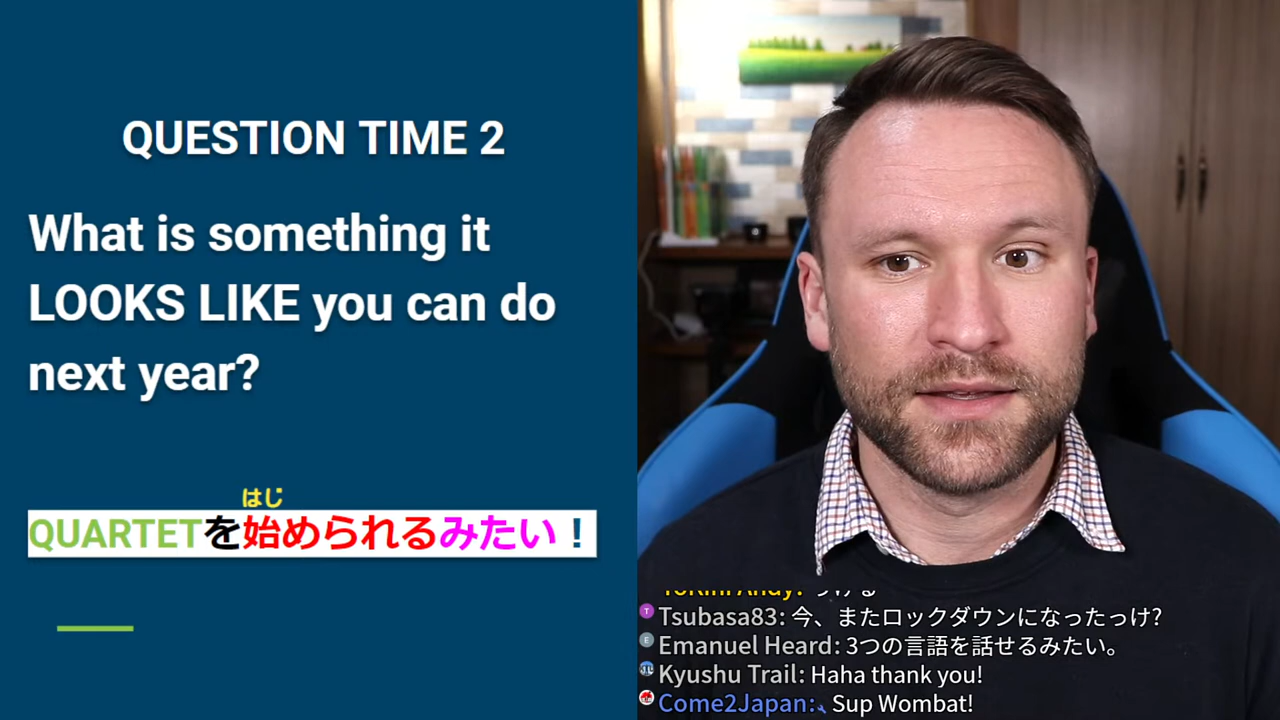 QUESTION TIME 2
What is something it
LOOKS LIKE you can do
next year?
はじ
QUARTETを始められるみたい！
Tsubasa83: 今、またロックダウンになったっけ?
Emanuel Heard: 3つの言語を話せるみたい。
Kyushu Trail: Haha thank you!
Come2Japan: Sup Wombat!